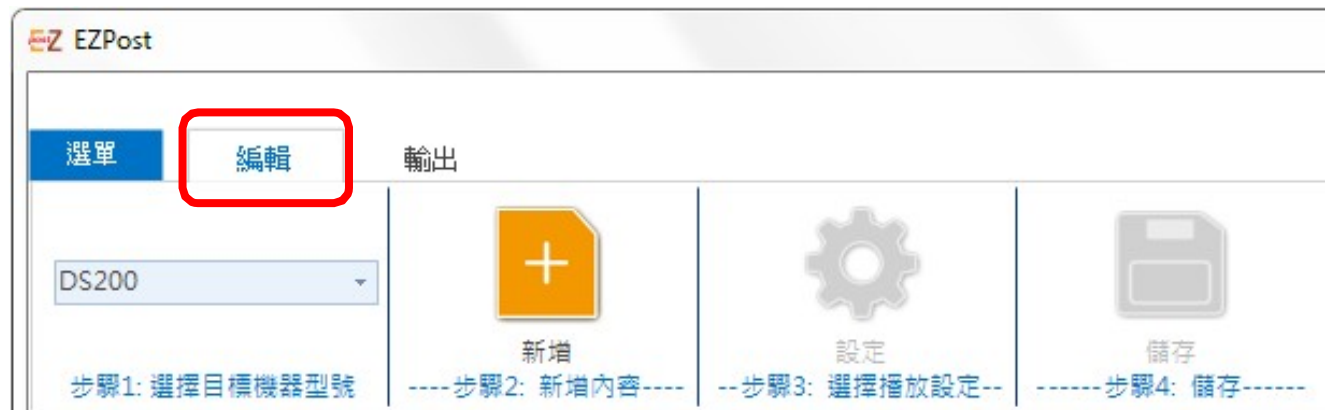 EZPost
選單 編輯 輸出
DS200
新增 設定 儲存
步驟1: 選擇目標機器型號 ----步驟2: 新增內容---- --步驟3: 選擇播放設定-- ------步驟4: 儲存------